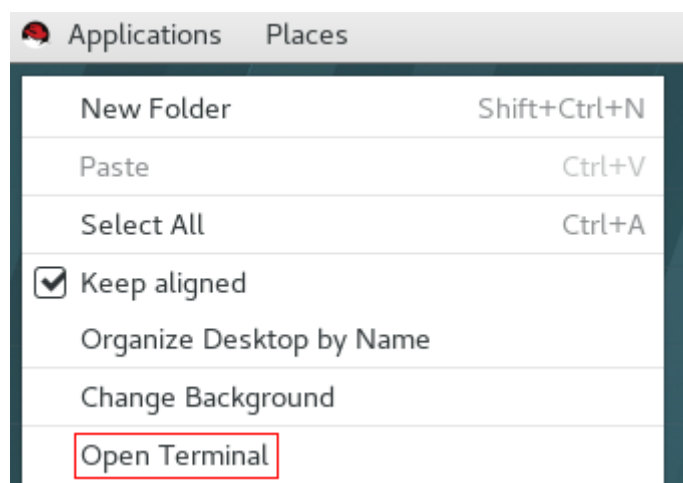 Applications Places
New Folder Shift+Ctrl+N
Paste Ctrl+V
Select All Ctrl+A
Keep aligned
Organize Desktop by Name
Change Background
Open Terminal